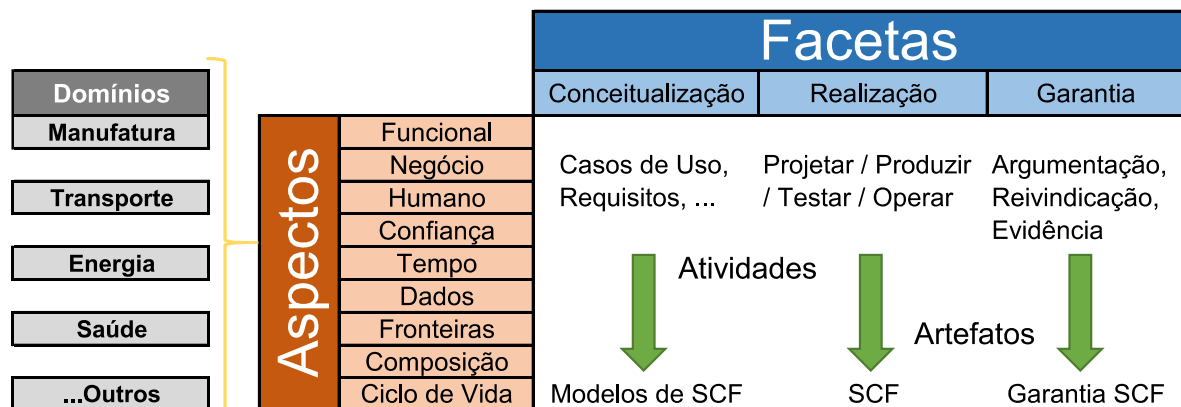 Facetas
Domínios
Conceitualização
Realização
Garantia
Manufatura
Transporte
Energia
Saúde
...Outros
Aspectos
Funcional
Negócio
Humano
Confiança
Tempo
Dados
Fronteiras
Composição
Ciclo de Vida
Casos de Uso,
Requisitos, ...
Projetar / Produzir
/ Testar / Operar
Argumentação,
Reivindicação,
Evidência
Atividades
Artefatos
Modelos de SCF
SCF
Garantia SCF